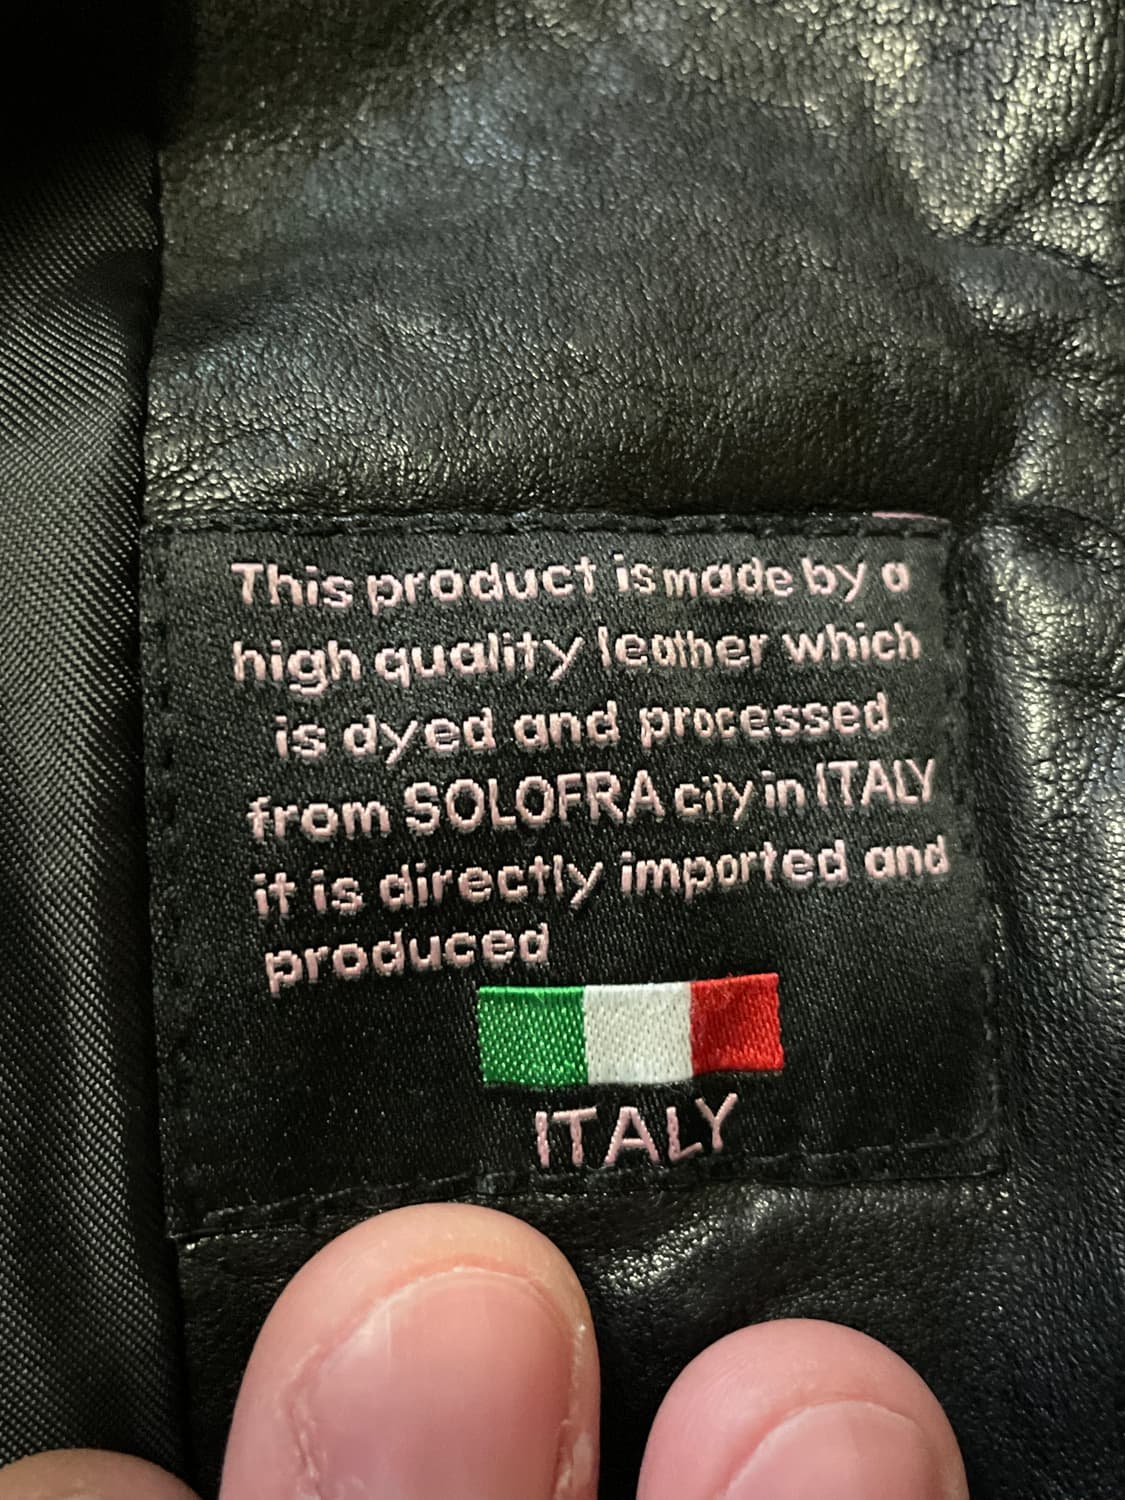 This product is made by a
high quality leather which
is dyed and processed
from SOLOFRA city in ITALY
it is directly imported and
produced
ITALY